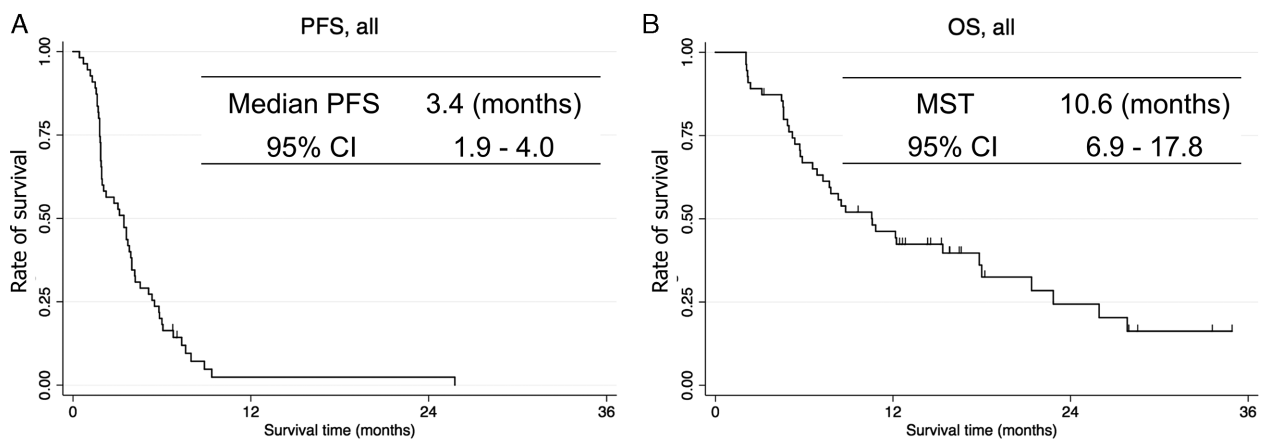 A
PFS, all
Rate of survival
1.00
0.75
0.50
0.25
0.00
Median PFS 3.4 (months)
95% CI 1.9 - 4.0
0 12 24 36
Survival time (months)
B
OS, all
Rate of survival
1.00
0.75
0.50
0.25
0.00
MST 10.6 (months)
95% CI 6.9 - 17.8
0 12 24 36
Survival time (months)